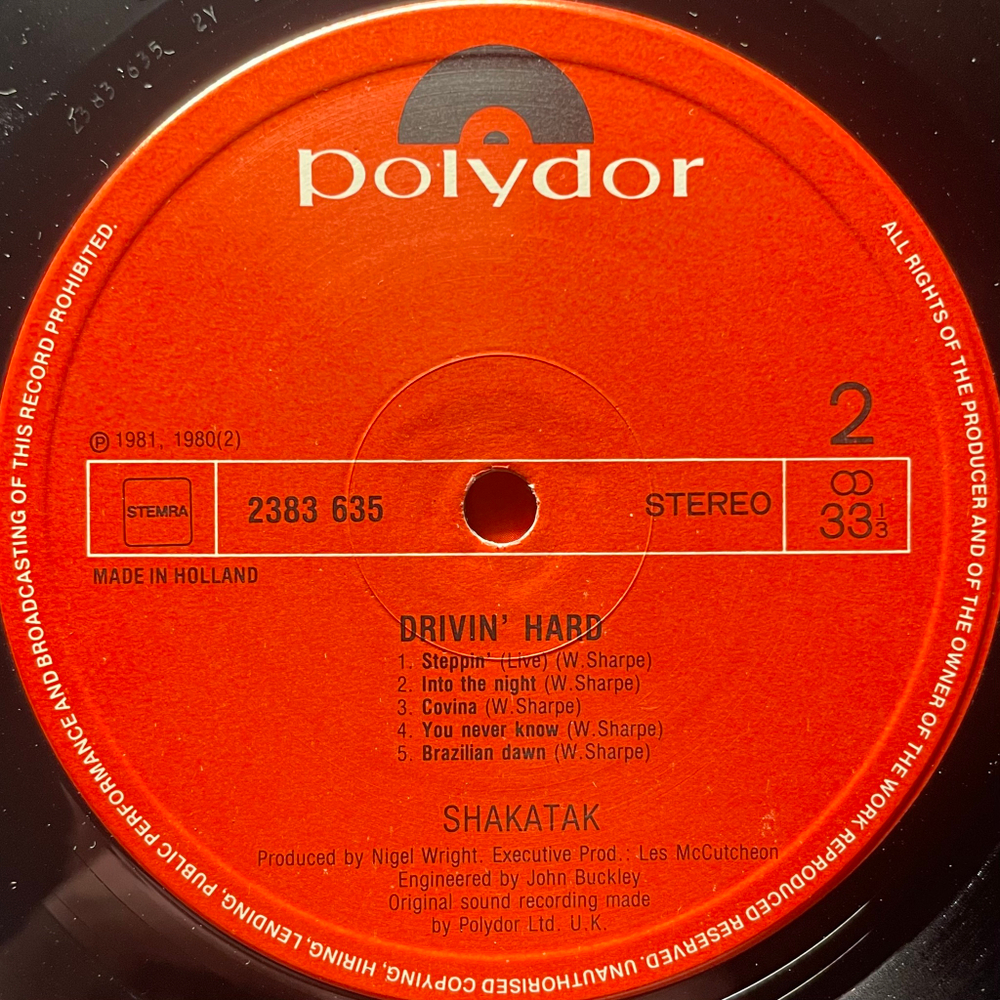 2383 635 2Y
polydor
ALL RIGHTS OF THE PRODUCER AND OF THE OWNER OF THE WORK REPRODUCED RESERVED. UNAUTHORISED COPYING, HIRING, LENDING, PUBLIC PERFORMANCE AND BROADCASTING OF THIS RECORD PROHIBITED.
2
Ⓟ 1981, 1980(2)
STEMRA
2383 635
STEREO
33 1/3
MADE IN HOLLAND
DRIVIN' HARD
1. Steppin' (Live) (W.Sharpe)
2. Into the night (W.Sharpe)
3. Covina (W.Sharpe)
4. You never know (W.Sharpe)
5. Brazilian dawn (W.Sharpe)
SHAKATAK
Produced by Nigel Wright. Executive Prod.: Les McCutcheon
Engineered by John Buckley
Original sound recording made
by Polydor Ltd. U.K.